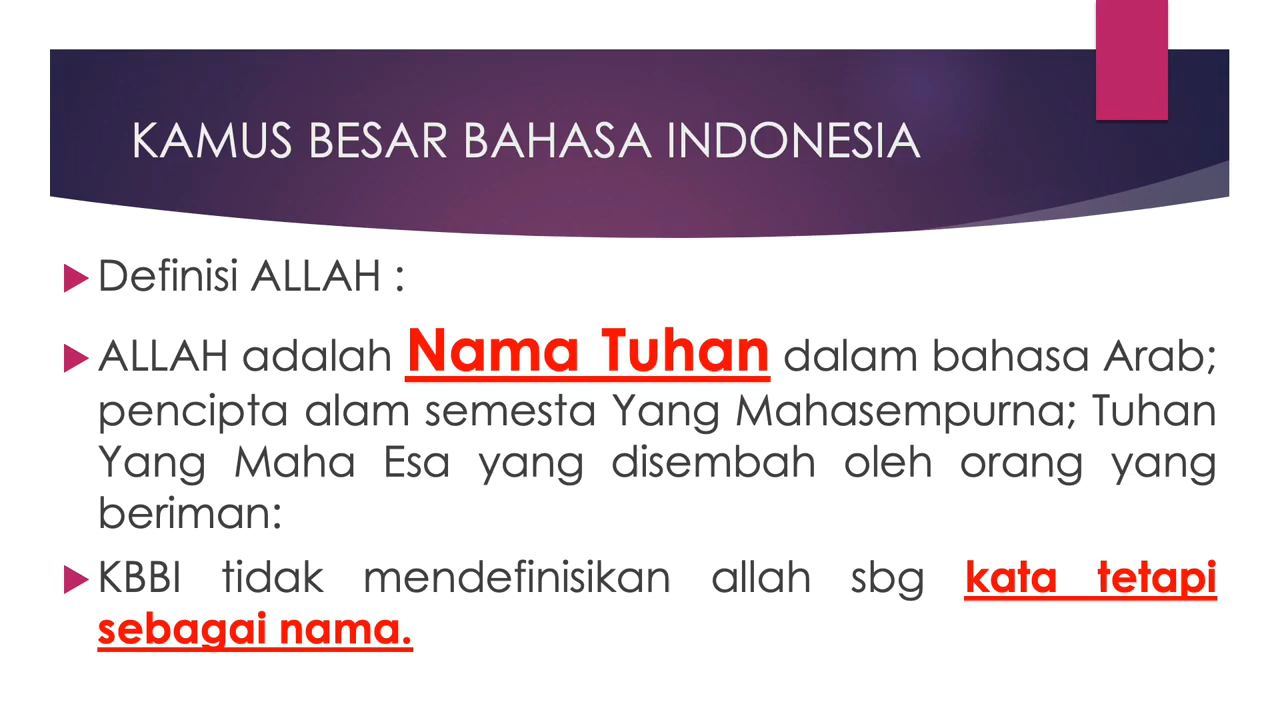 KAMUS BESAR BAHASA INDONESIA
Definisi ALLAH :
ALLAH adalah Nama Tuhan dalam bahasa Arab;
pencipta alam semesta Yang Mahasempurna; Tuhan
Yang Maha Esa yang disembah oleh orang yang
beriman:
KBBI tidak mendefinisikan allah sbg kata tetapi
sebagai nama.